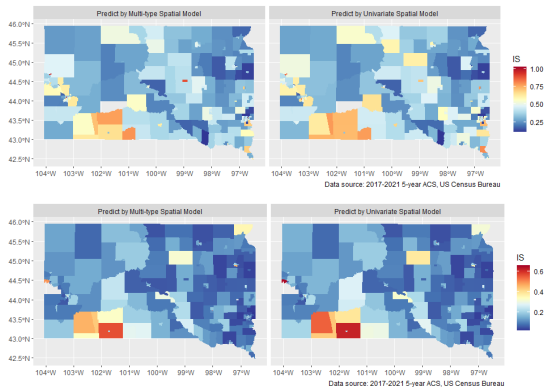 Predict by Multi-type Spatial Model Predict by Univariate Spatial Model
46.0°N
45.5°N
45.0°N
44.5°N
44.0°N
43.5°N
43.0°N
42.5°N
IS
1.00
0.75
0.50
0.25
104°W 103°W 102°W 101°W 100°W 99°W 98°W 97°W 104°W 103°W 102°W 101°W 100°W 99°W 98°W 97°W
Data source: 2017-2021 5-year ACS, US Census Bureau
Predict by Multi-type Spatial Model Predict by Univariate Spatial Model
46.0°N
45.5°N
45.0°N
44.5°N
44.0°N
43.5°N
43.0°N
42.5°N
IS
0.6
0.4
0.2
104°W 103°W 102°W 101°W 100°W 99°W 98°W 97°W 104°W 103°W 102°W 101°W 100°W 99°W 98°W 97°W
Data source: 2017-2021 5-year ACS, US Census Bureau